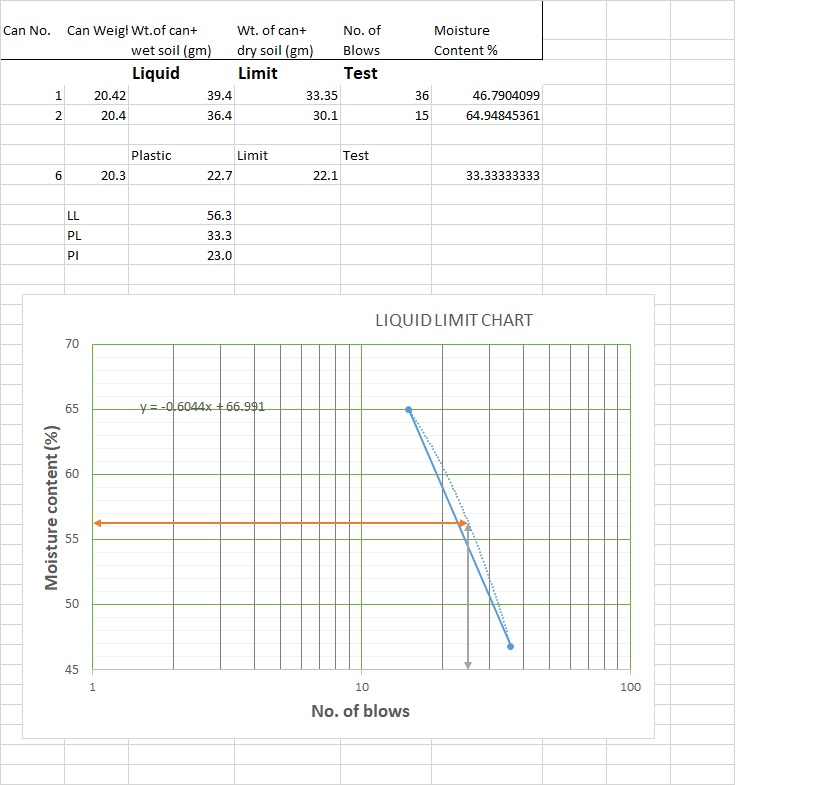 Can No. Can Weigl Wt.of can+ wet soil (gm) Wt. of can+ dry soil (gm) No. of Blows Moisture Content %
Liquid Limit Test
1 20.42 39.4 33.35 36 46.7904099
2 20.4 36.4 30.1 15 64.94845361
Plastic Limit Test
6 20.3 22.7 22.1 33.33333333
LL 56.3
PL 33.3
PI 23.0
LIQUID LIMIT CHART
70
y = -0.6044x + 66.991
65
60
55
50
45
Moisture content (%)
1 10 100
No. of blows